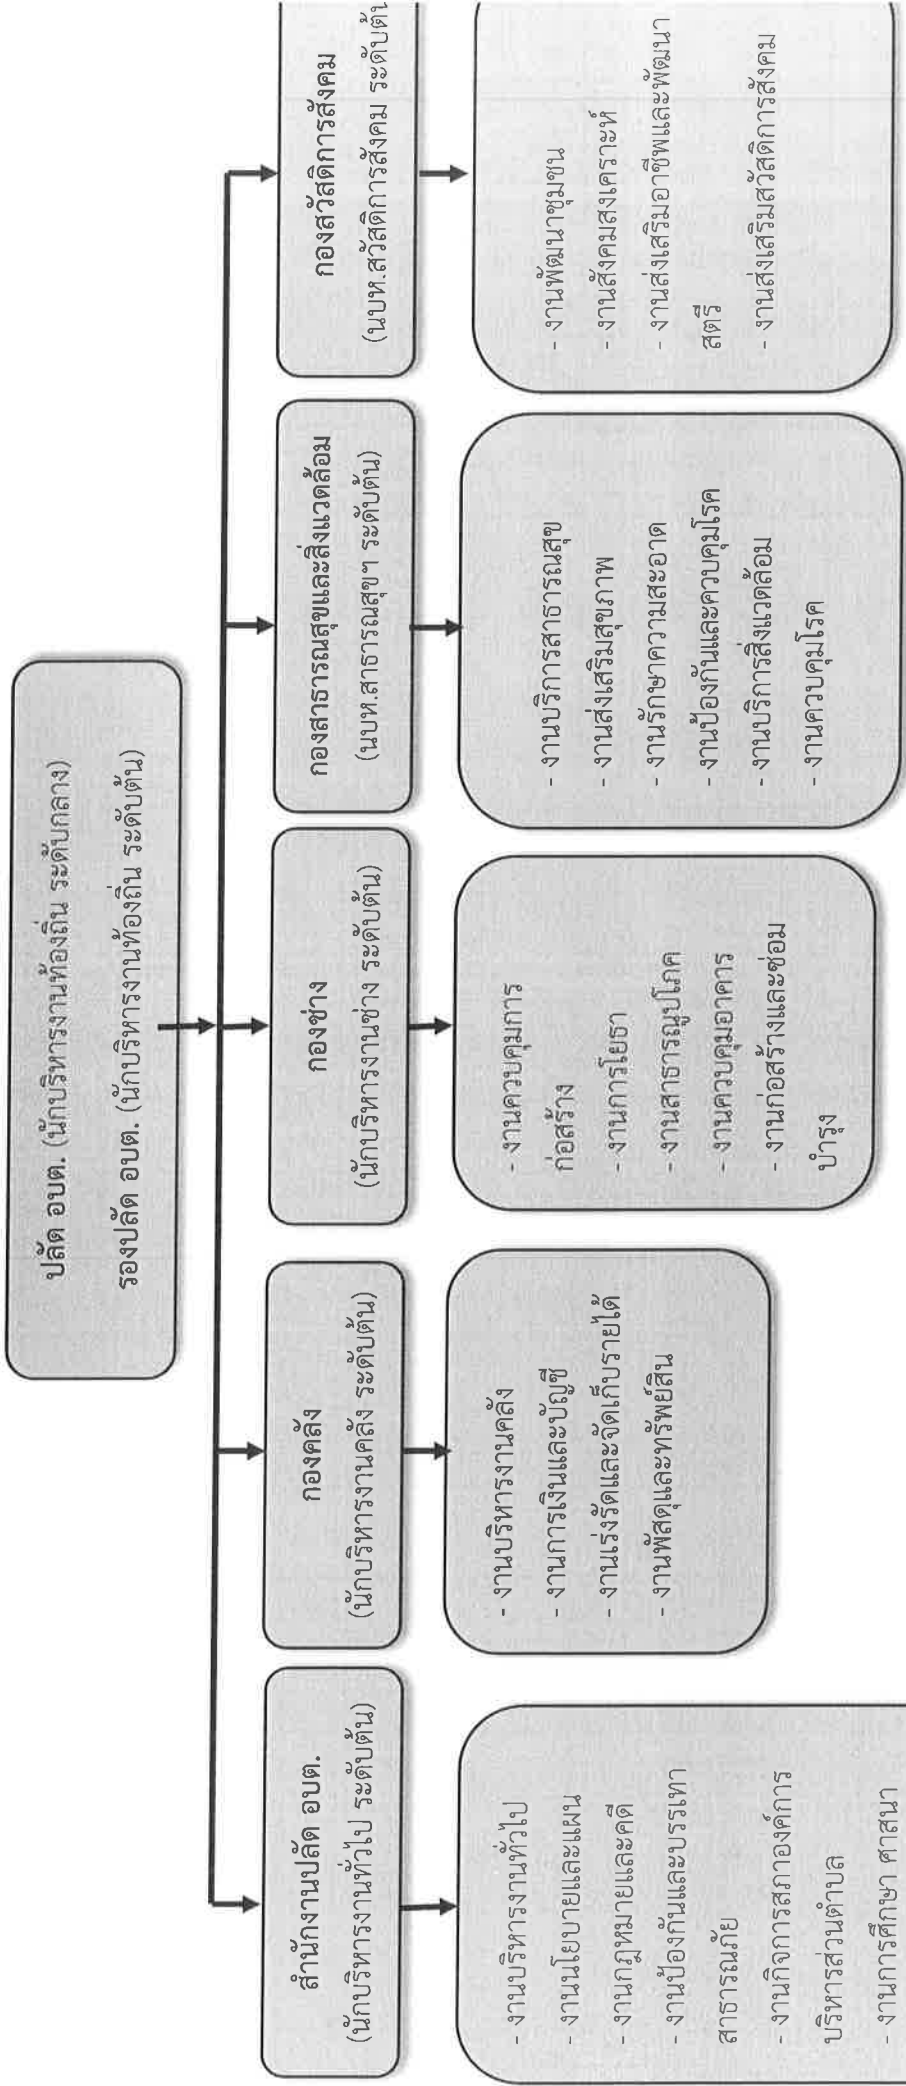 ปลัด อบต. (นักบริหารงานท้องถิ่น ระดับกลาง)
รองปลัด อบต. (นักบริหารงานท้องถิ่น ระดับต้น)
สำนักงานปลัด อบต.
(นักบริหารงานทั่วไป ระดับต้น)
กองคลัง
(นักบริหารงานคลัง ระดับต้น)
กองช่าง
(นักบริหารงานช่าง ระดับต้น)
กองสาธารณสุขและสิ่งแวดล้อม
(นบห.สาธารณสุขฯ ระดับต้น)
กองสวัสดิการสังคม
(นบห.สวัสดิการสังคม ระดับต้น
- งานบริหารงานทั่วไป
- งานนโยบายและแผน
- งานกฎหมายและคดี
- งานป้องกันและบรรเทา
สาธารณภัย
- งานกิจการสภาองค์การ
บริหารส่วนตำบล
- งานการศึกษา ศาสนา
- งานบริหารงานคลัง
- งานการเงินและบัญชี
- งานเร่งรัดและจัดเก็บรายได้
- งานพัสดุและทรัพย์สิน
- งานควบคุมการ
ก่อสร้าง
- งานการโยธา
- งานสาธารณูปโภค
- งานควบคุมอาคาร
- งานก่อสร้างและซ่อม
บำรุง
- งานบริการสาธารณสุข
- งานส่งเสริมสุขภาพ
- งานรักษาความสะอาด
- งานป้องกันและควบคุมโรค
- งานบริการสิ่งแวดล้อม
- งานควบคุมโรค
- งานพัฒนาชุมชน
- งานสังคมสงเคราะห์
- งานส่งเสริมอาชีพและพัฒนา
สตรี
- งานส่งเสริมสวัสดิการสังคม